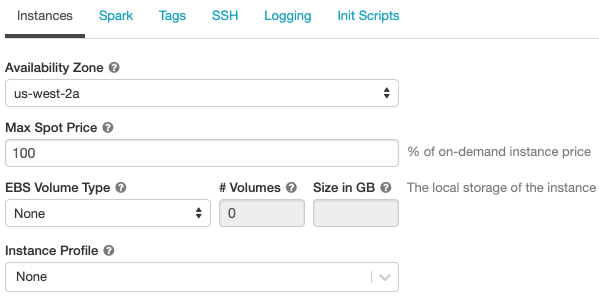 Instances Spark Tags SSH Logging Init Scripts
Availability Zone ?
us-west-2a
Max Spot Price ?
100 % of on-demand instance price
EBS Volume Type ? # Volumes ? Size in GB ? The local storage of the instance
None 0
Instance Profile ?
None